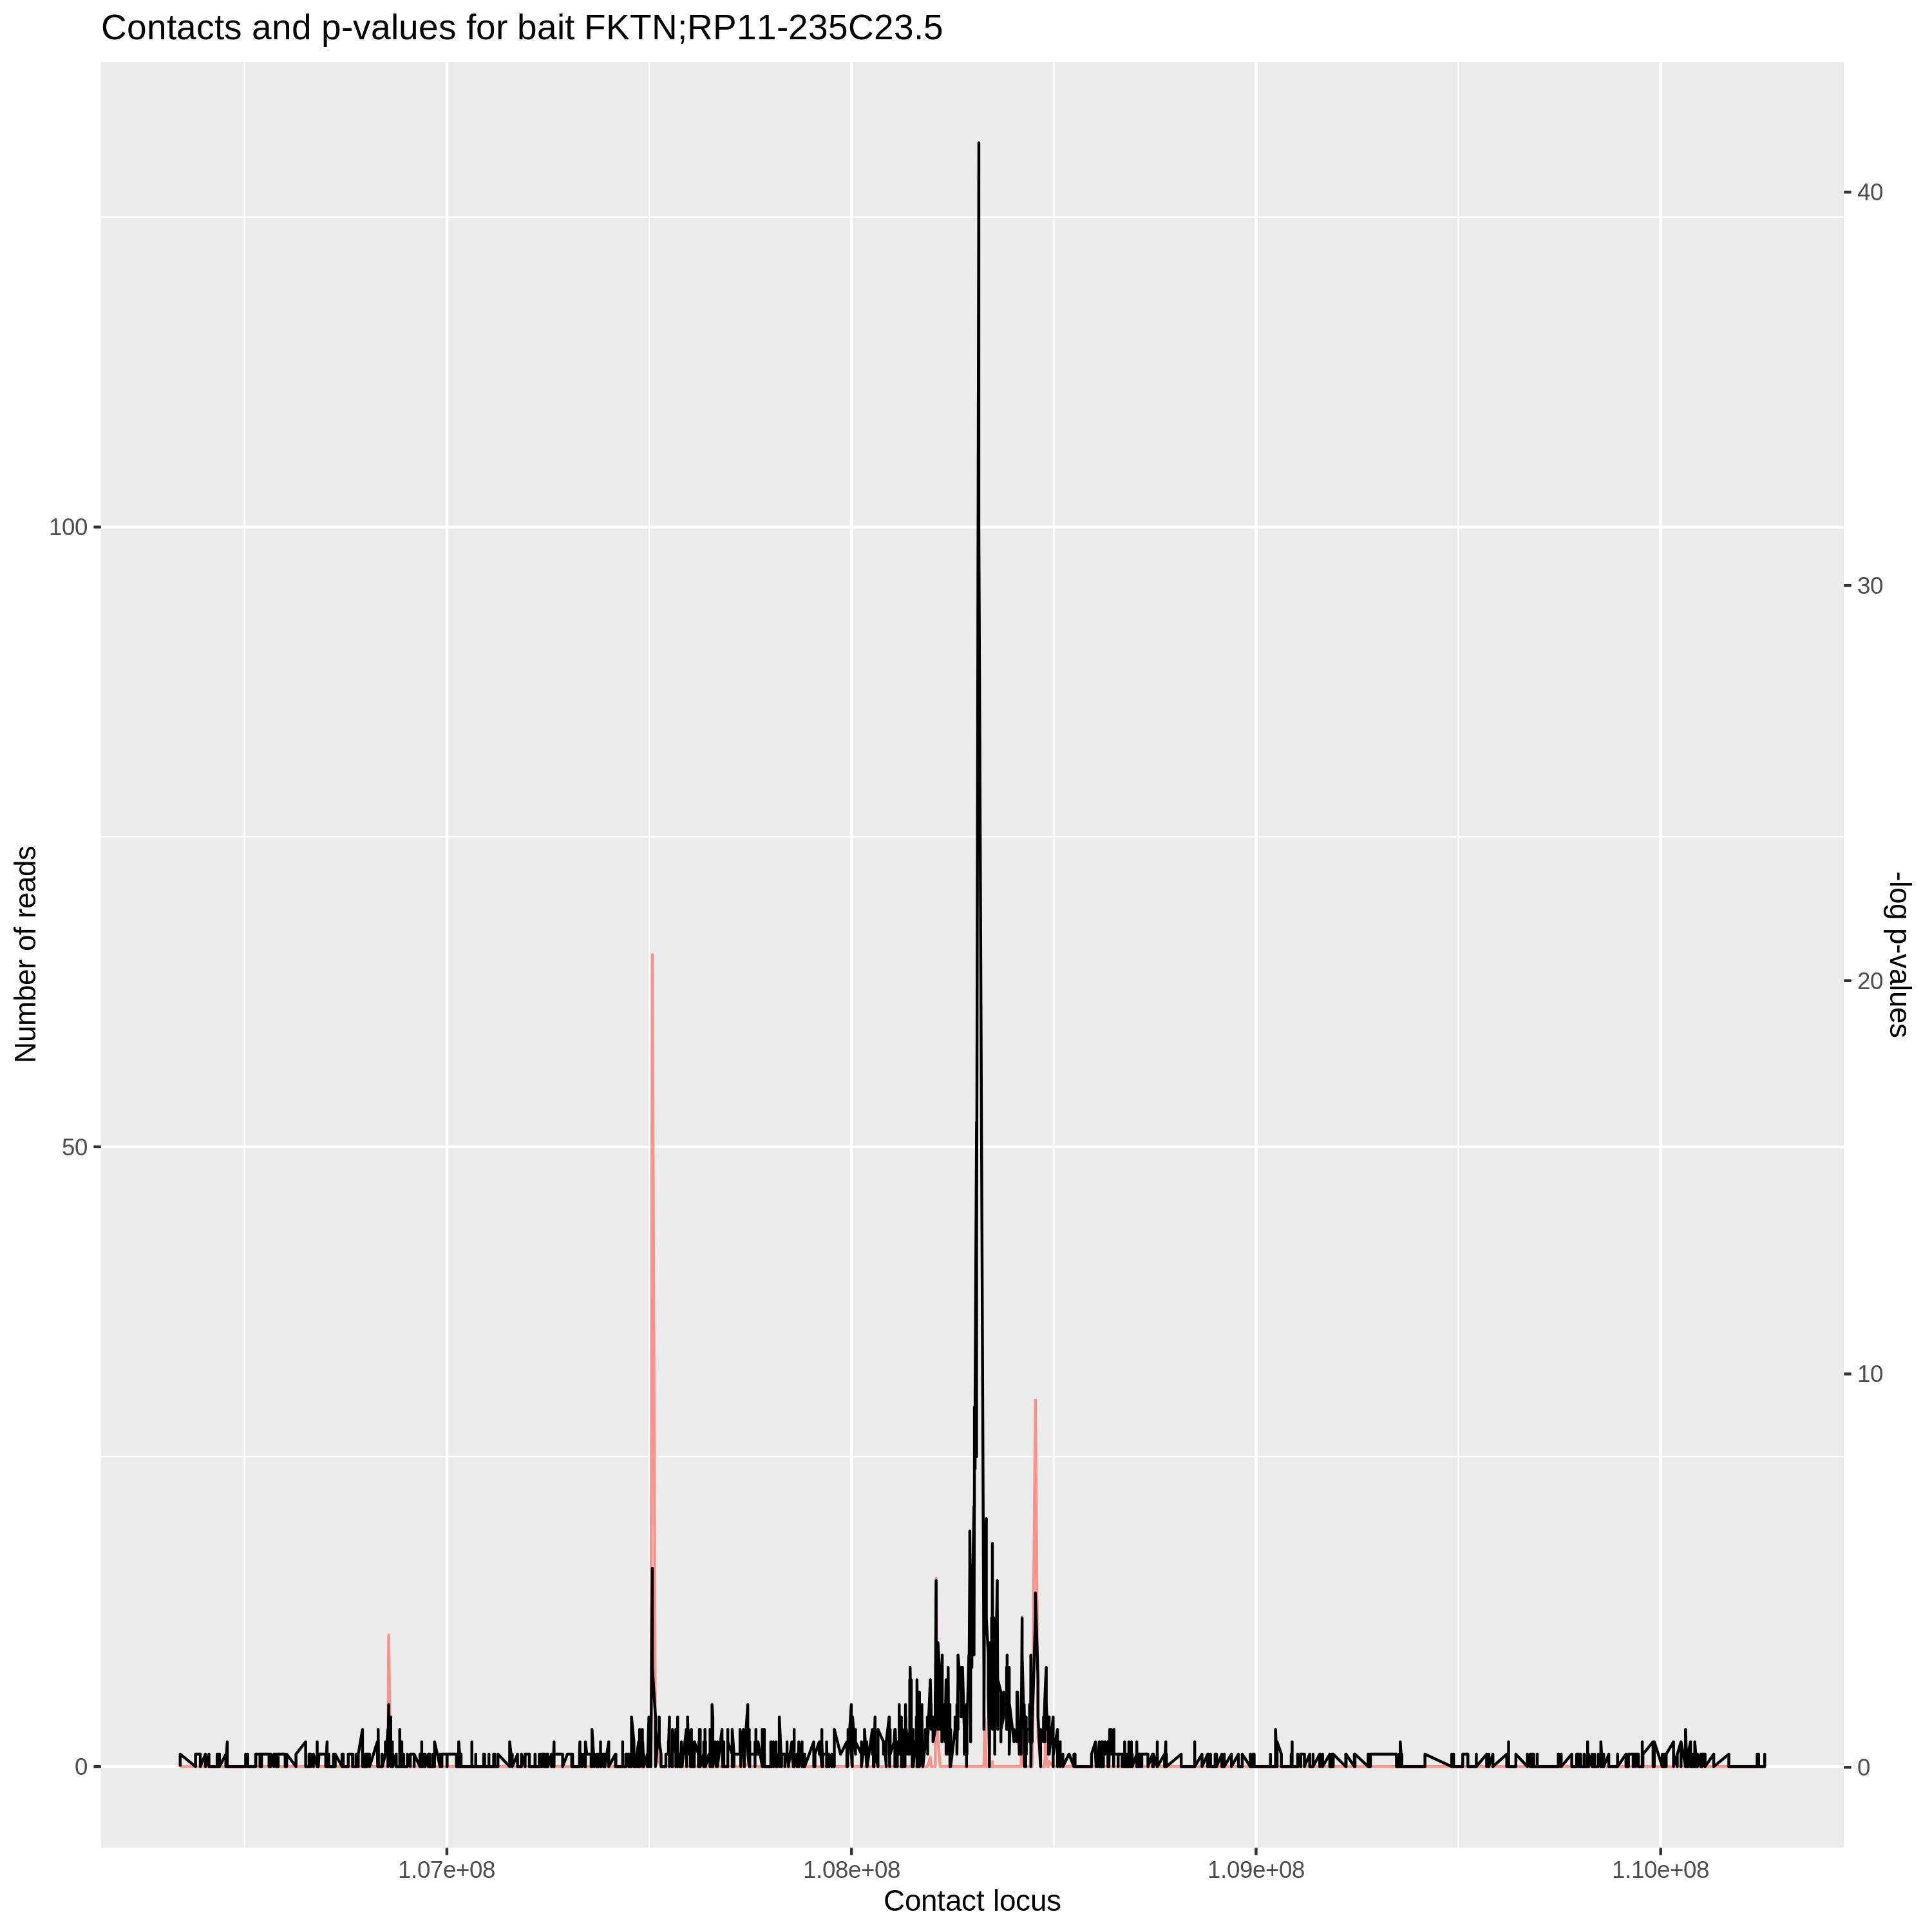 Contacts and p-values for bait FKTN;RP11-235C23.5
Number of reads
100
50
0
40
30
20
10
0
-log p-values
1.07e+08
1.08e+08
1.09e+08
1.10e+08
Contact locus